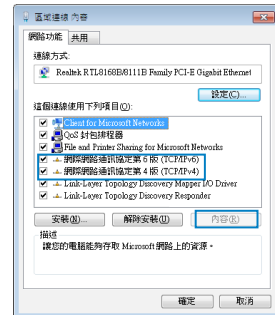 區域連線 內容
網路功能 共用
連線方式:
Realtek RTL8168B/8111B Family PCI-E Gigabit Ethernet
設定(C)...
這個連線使用下列項目(O):
Client for Microsoft Networks
QoS 封包排程器
File and Printer Sharing for Microsoft Networks
網際網路通訊協定第 6 版 (TCP/IPv6)
網際網路通訊協定第 4 版 (TCP/IPv4)
Link-Layer Topology Discovery Mapper I/O Driver
Link-Layer Topology Discovery Responder
安裝(N)... 解除安裝(U) 內容(R)
描述
讓您的電腦能夠存取 Microsoft 網路上的資源。
確定 取消